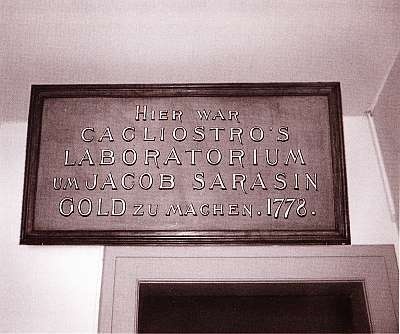 HIER WAR
CAGLIOSTRO'S
LABORATORIUM
UM JACOB SARASIN
GOLD ZU MACHEN. 1778.